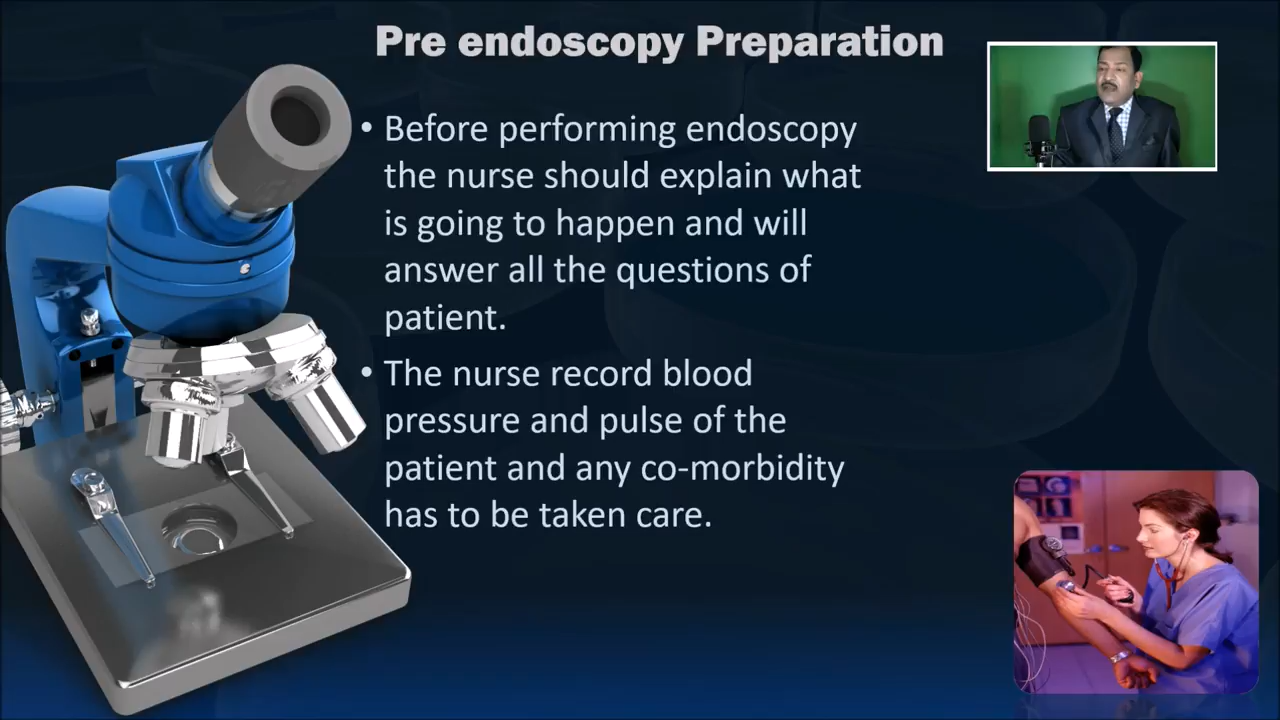 Pre endoscopy Preparation
• Before performing endoscopy
the nurse should explain what
is going to happen and will
answer all the questions of
patient.
• The nurse record blood
pressure and pulse of the
patient and any co-morbidity
has to be taken care.